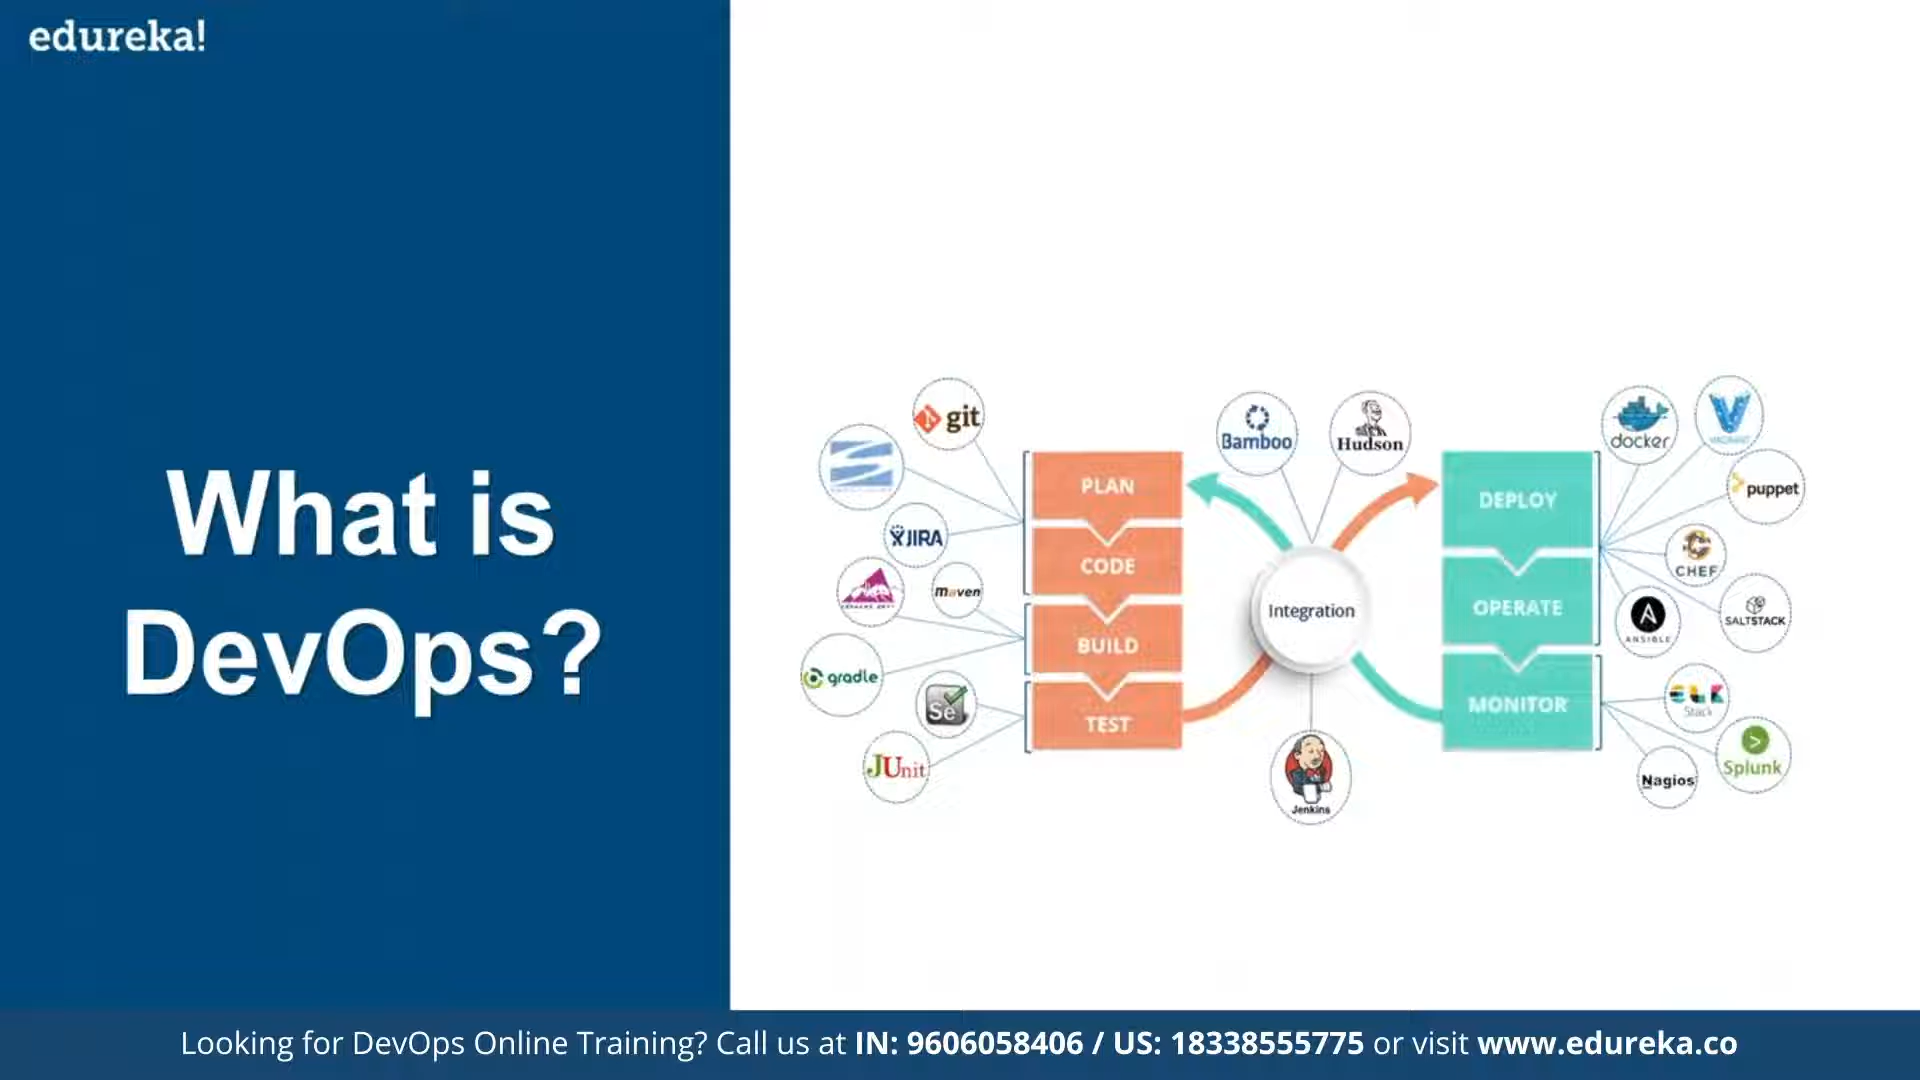 edureka!
What is
DevOps?
git
JIRA
maven
gradle
Se
JUnit
PLAN
CODE
BUILD
TEST
Bamboo
Hudson
Integration
Jenkins
DEPLOY
OPERATE
MONITOR
docker
puppet
CHEF
ANSIBLE
SALTSTACK
ELK
Stack
Splunk
Nagios
Looking for DevOps Online Training? Call us at IN: 9606058406 / US: 18338555775 or visit www.edureka.co